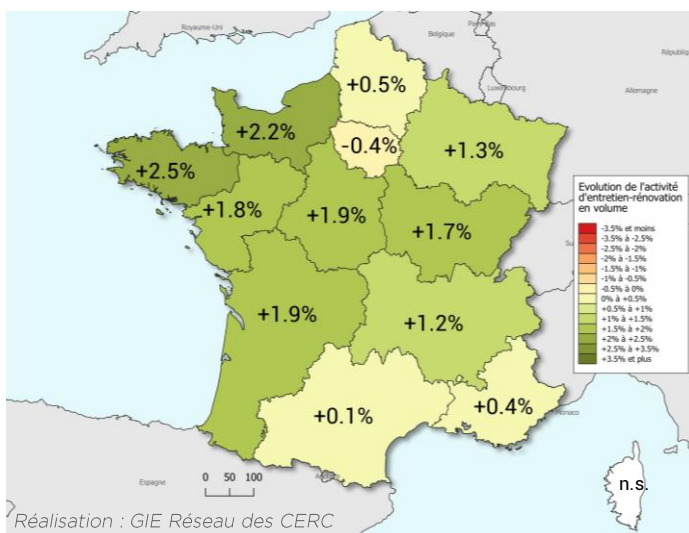 Royaume-Uni
Belgique
Luxembourg
Allemagne
+0.5%
+2.2%
-0.4%
+1.3%
+2.5%
+1.8%
+1.9%
+1.7%
+1.9%
+1.2%
+0.1%
+0.4%
Monaco
n.s.
Espagne
0 50 100
Evolution de l'activité
d'entretien-rénovation
en volume
-3.5% et moins
-3.5% à -2.5%
-2.5% à -2%
-2% à -1.5%
-1.5% à -1%
-1% à -0.5%
-0.5% à 0%
0% à +0.5%
+0.5% à +1%
+1% à +1.5%
+1.5% à +2%
+2% à +2.5%
+2.5% à +3.5%
+3.5% et plus
Réalisation : GIE Réseau des CERC